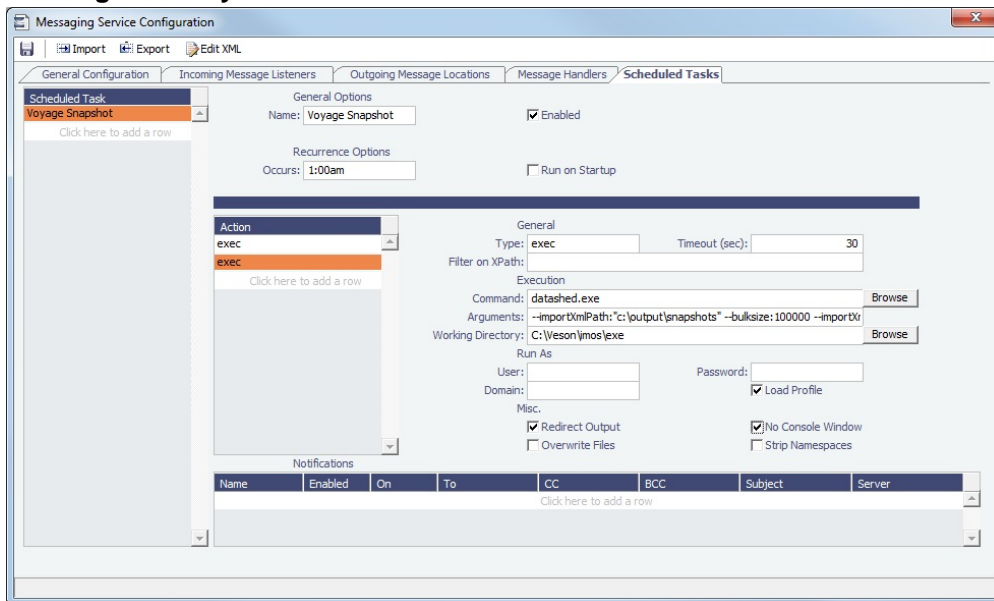 Messaging Service Configuration
Import Export Edit XML
General Configuration Incoming Message Listeners Outgoing Message Locations Message Handlers Scheduled Tasks
Scheduled Task
Voyage Snapshot
Click here to add a row
General Options
Name: Voyage Snapshot Enabled
Recurrence Options
Occurs: 1:00am Run on Startup
Action
exec
exec
Click here to add a row
General
Type: exec Timeout (sec): 30
Filter on XPath:
Execution
Command: datashed.exe Browse
Arguments: --importXmlPath:"c:\output\snapshots" --bulksize:100000 --importXr
Working Directory: C:\Veson\imos\exe Browse
Run As
User: Password:
Domain: Load Profile
Misc.
Redirect Output No Console Window
Overwrite Files Strip Namespaces
Notifications
Name Enabled On To CC BCC Subject Server
Click here to add a row